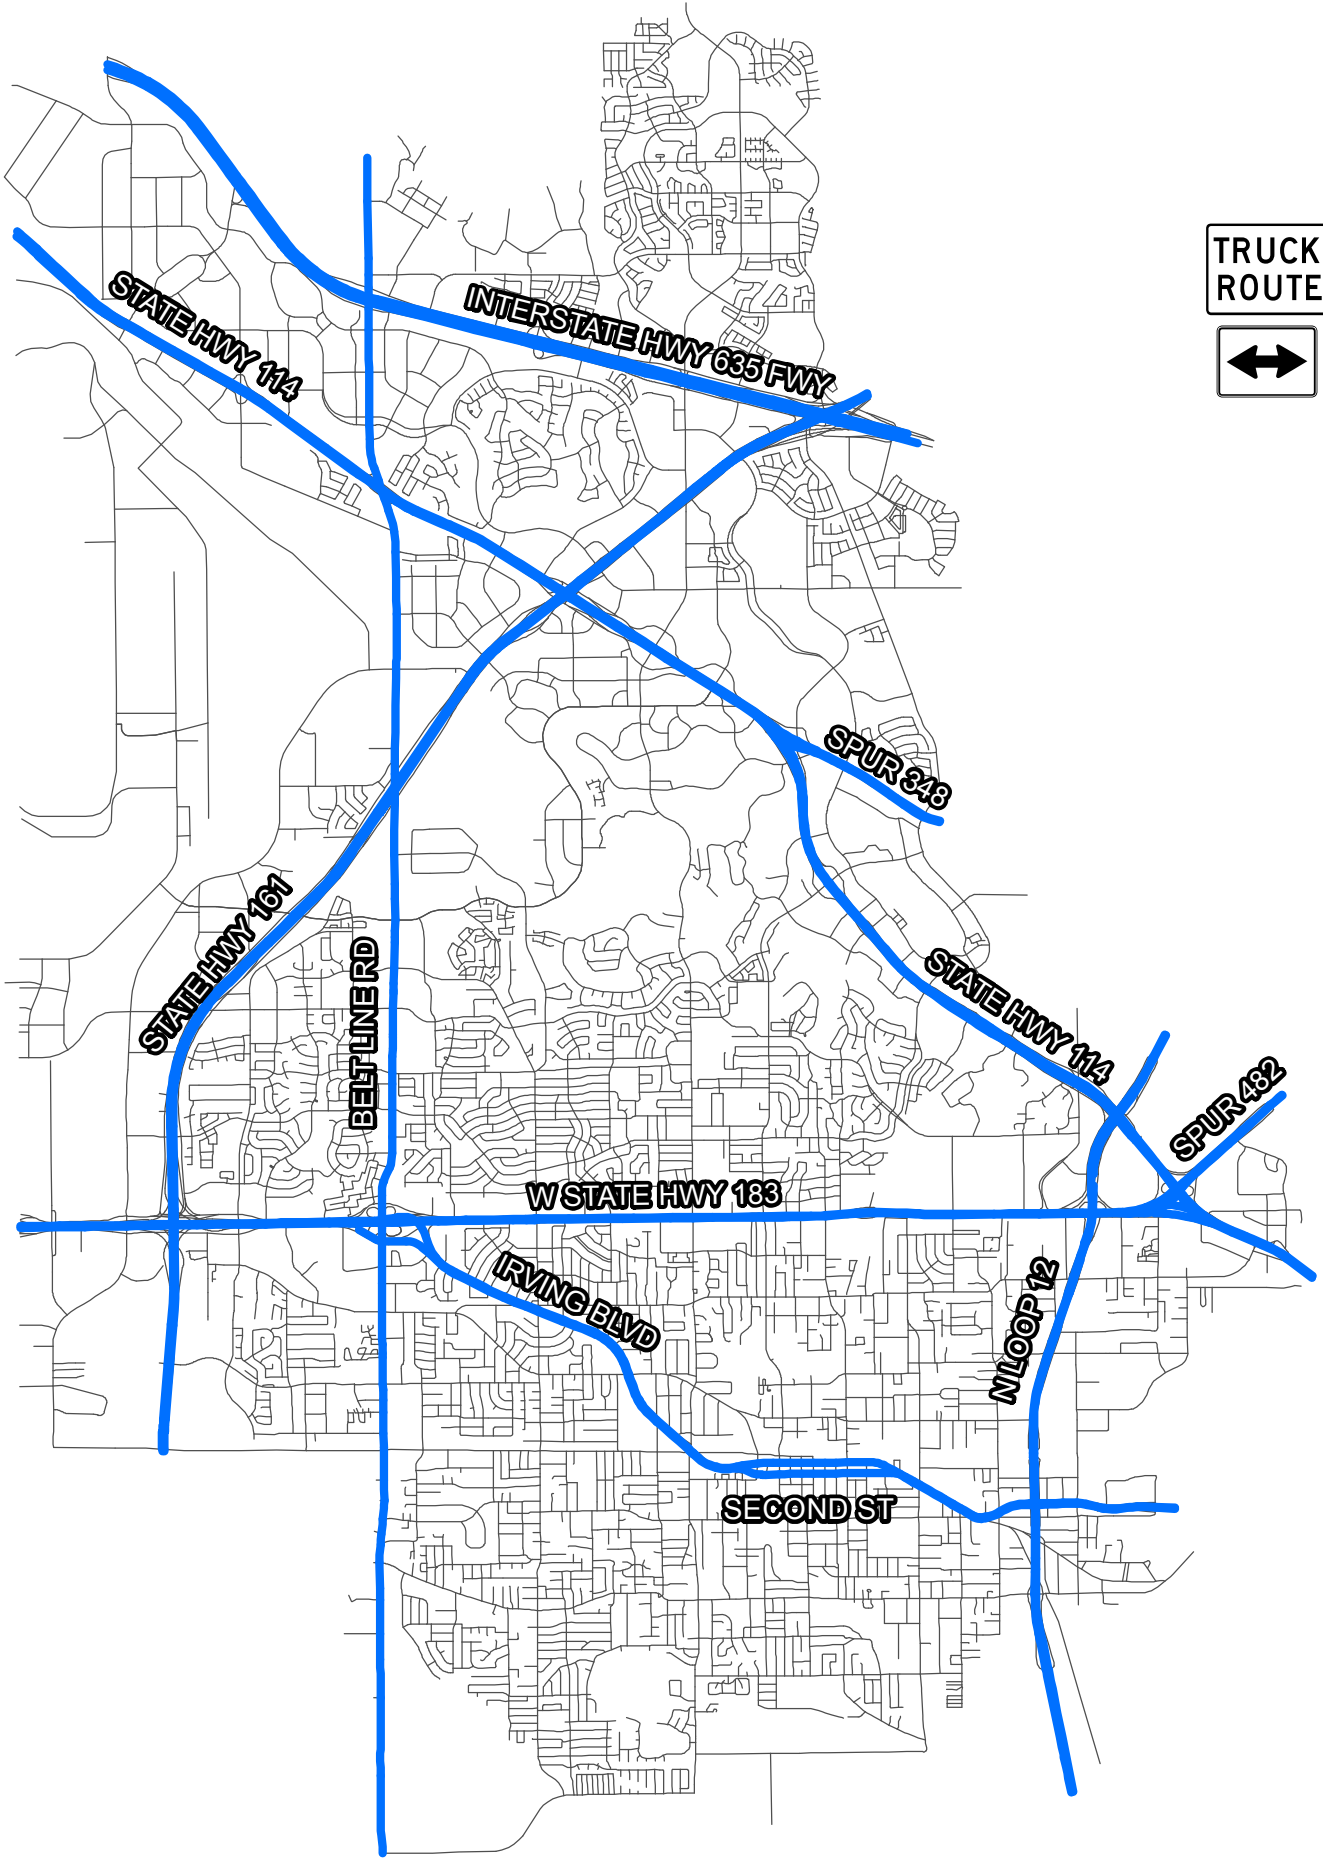 TRUCK
ROUTE
STATE HWY 114
INTERSTATE HWY 635 FWY
SPUR 348
STATE HWY 161
BELT LINE RD
STATE HWY 114
SPUR 482
W STATE HWY 183
IRVING BLVD
N LOOP 12
SECOND ST